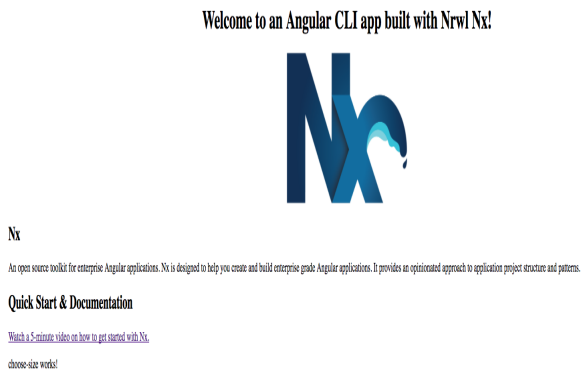 Welcome to an Angular CLI app built with Nrwl Nx!
Nx
Nx
An open source toolkit for enterprise Angular applications. Nx is designed to help you create and build enterprise grade Angular applications. It provides an opinionated approach to application project structure and patterns.
Quick Start & Documentation
Watch a 5-minute video on how to get started with Nx.
choose-size works!